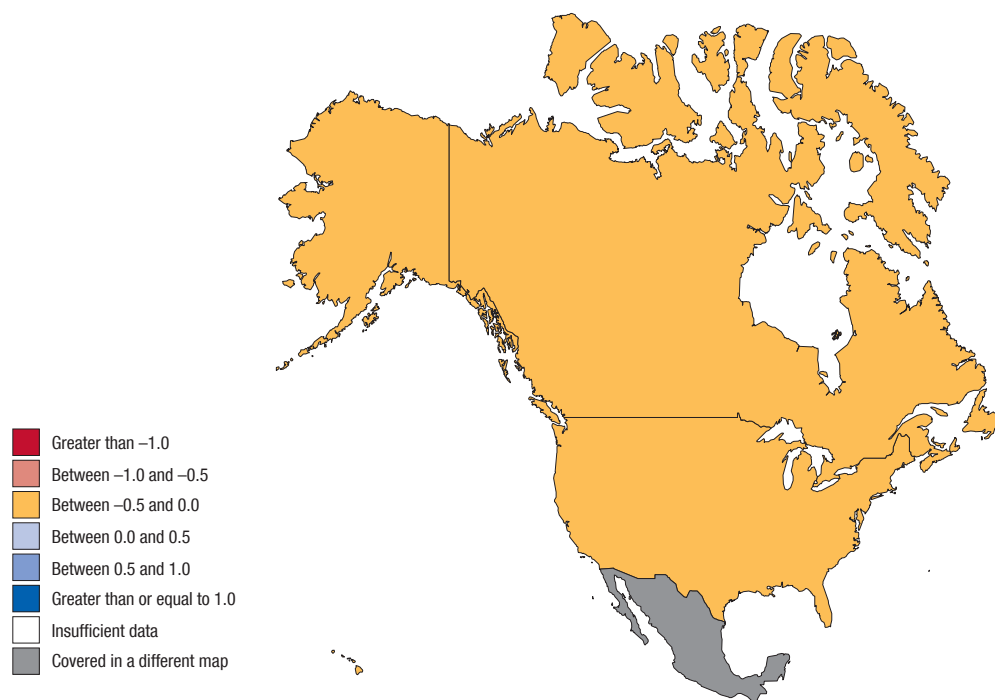 Greater than –1.0
Between –1.0 and –0.5
Between –0.5 and 0.0
Between 0.0 and 0.5
Between 0.5 and 1.0
Greater than or equal to 1.0
Insufficient data
Covered in a different map